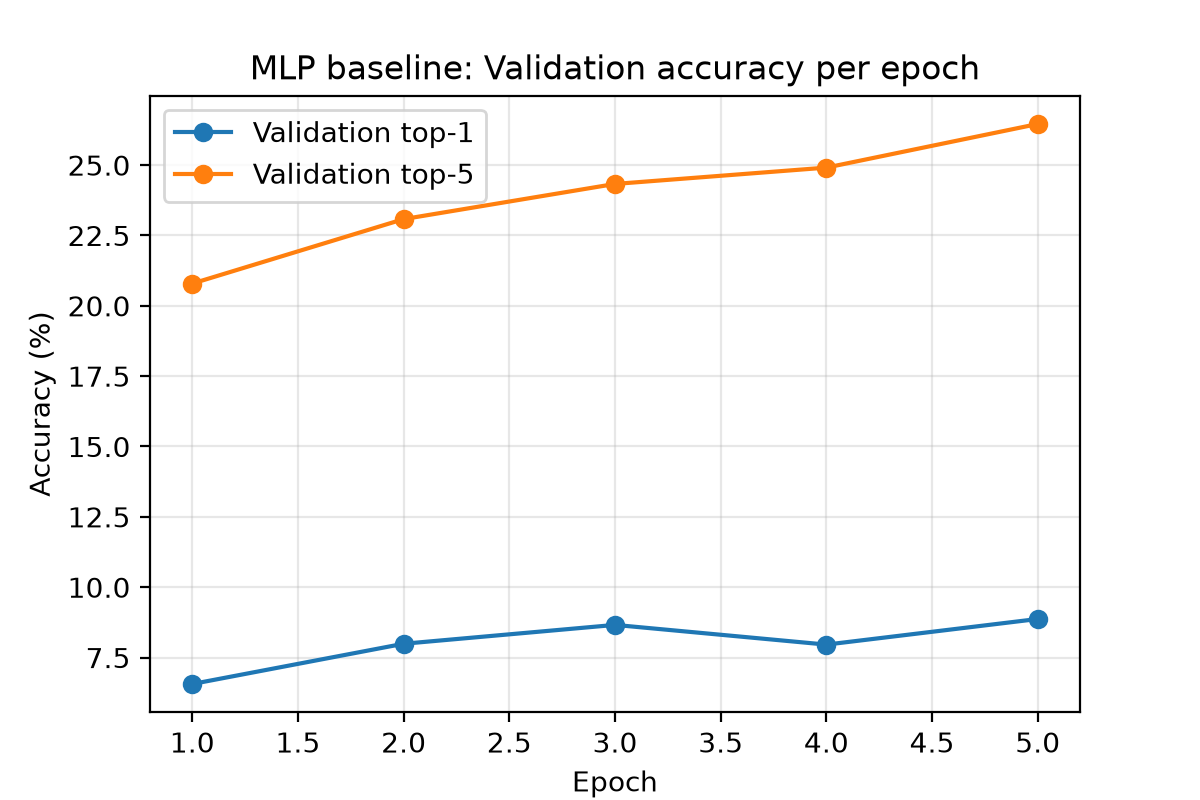 MLP baseline: Validation accuracy per epoch
Validation top-1
Validation top-5
Accuracy (%)
25.0
22.5
20.0
17.5
15.0
12.5
10.0
7.5
1.0 1.5 2.0 2.5 3.0 3.5 4.0 4.5 5.0
Epoch